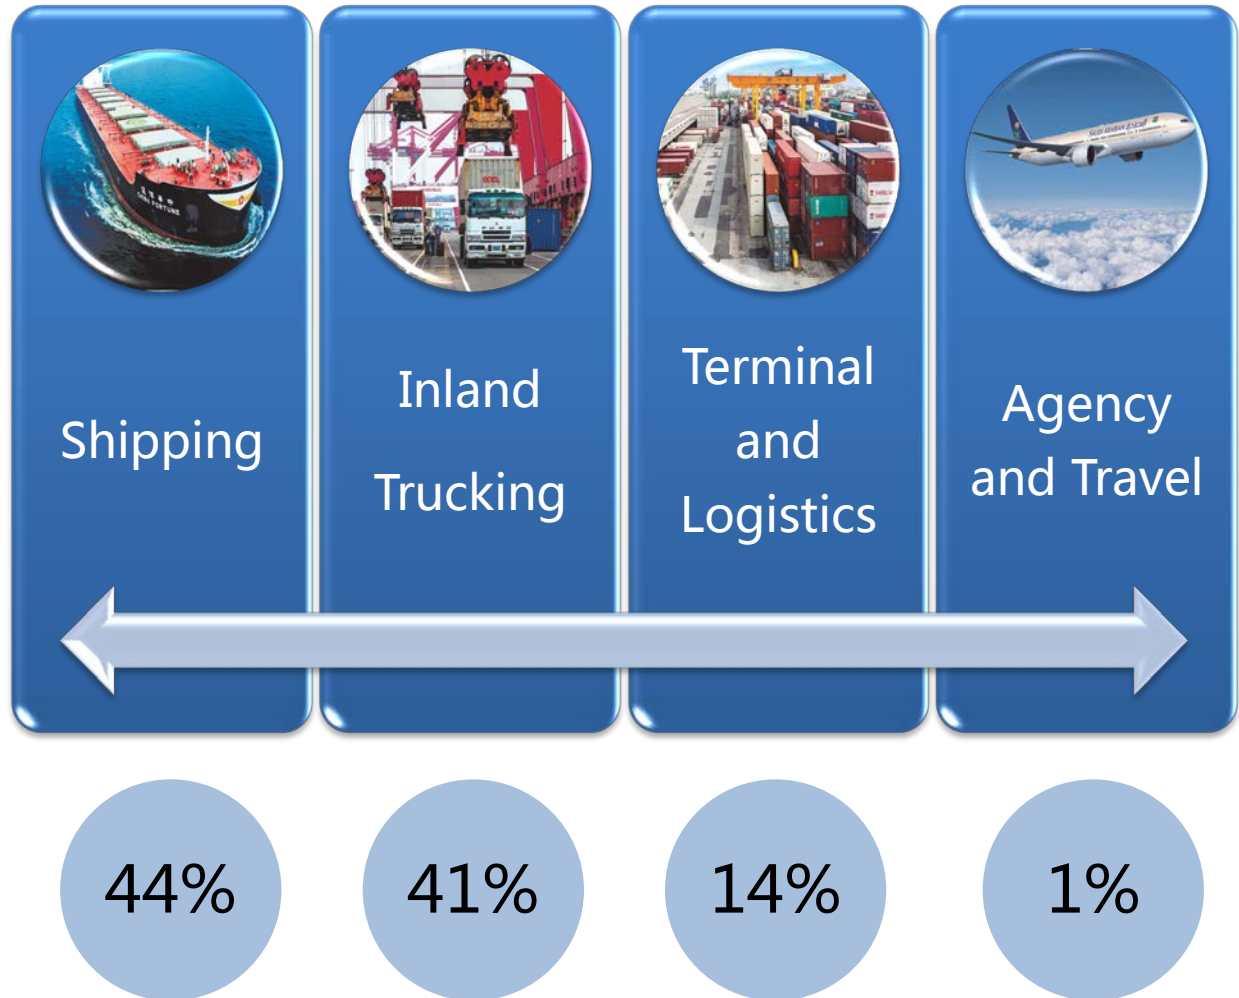 Shipping
Inland
Trucking
Terminal
and
Logistics
Agency
and Travel
44%
41%
14%
1%